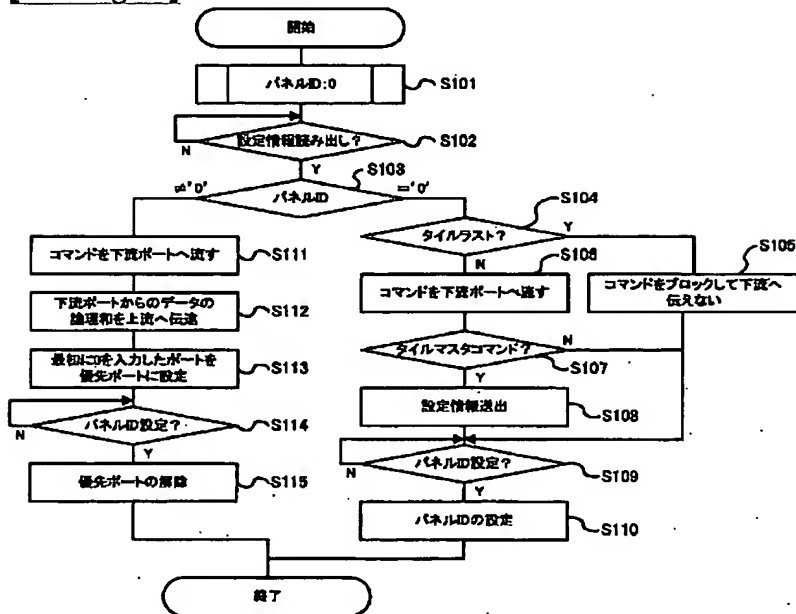 開始
パネルID:0
S101
設定情報読み出し?
S102
N
Y
S103
≠'0'
パネルID
='0'
S104
タイルラスト?
Y
S105
S106
N
コマンドを下流ポートへ流す
S111
コマンドを下流ポートへ流す
コマンドをブロックして下流へ
伝えない
下流ポートからのデータの
論理和を上流へ伝達
S112
タイルマスタコマンド?
N
S107
最初に0を入力したポートを
優先ポートに設定
S113
Y
設定情報送出
S108
パネルID設定?
S114
N
Y
パネルID設定?
S109
N
Y
優先ポートの解除
S115
パネルIDの設定
S110
終了